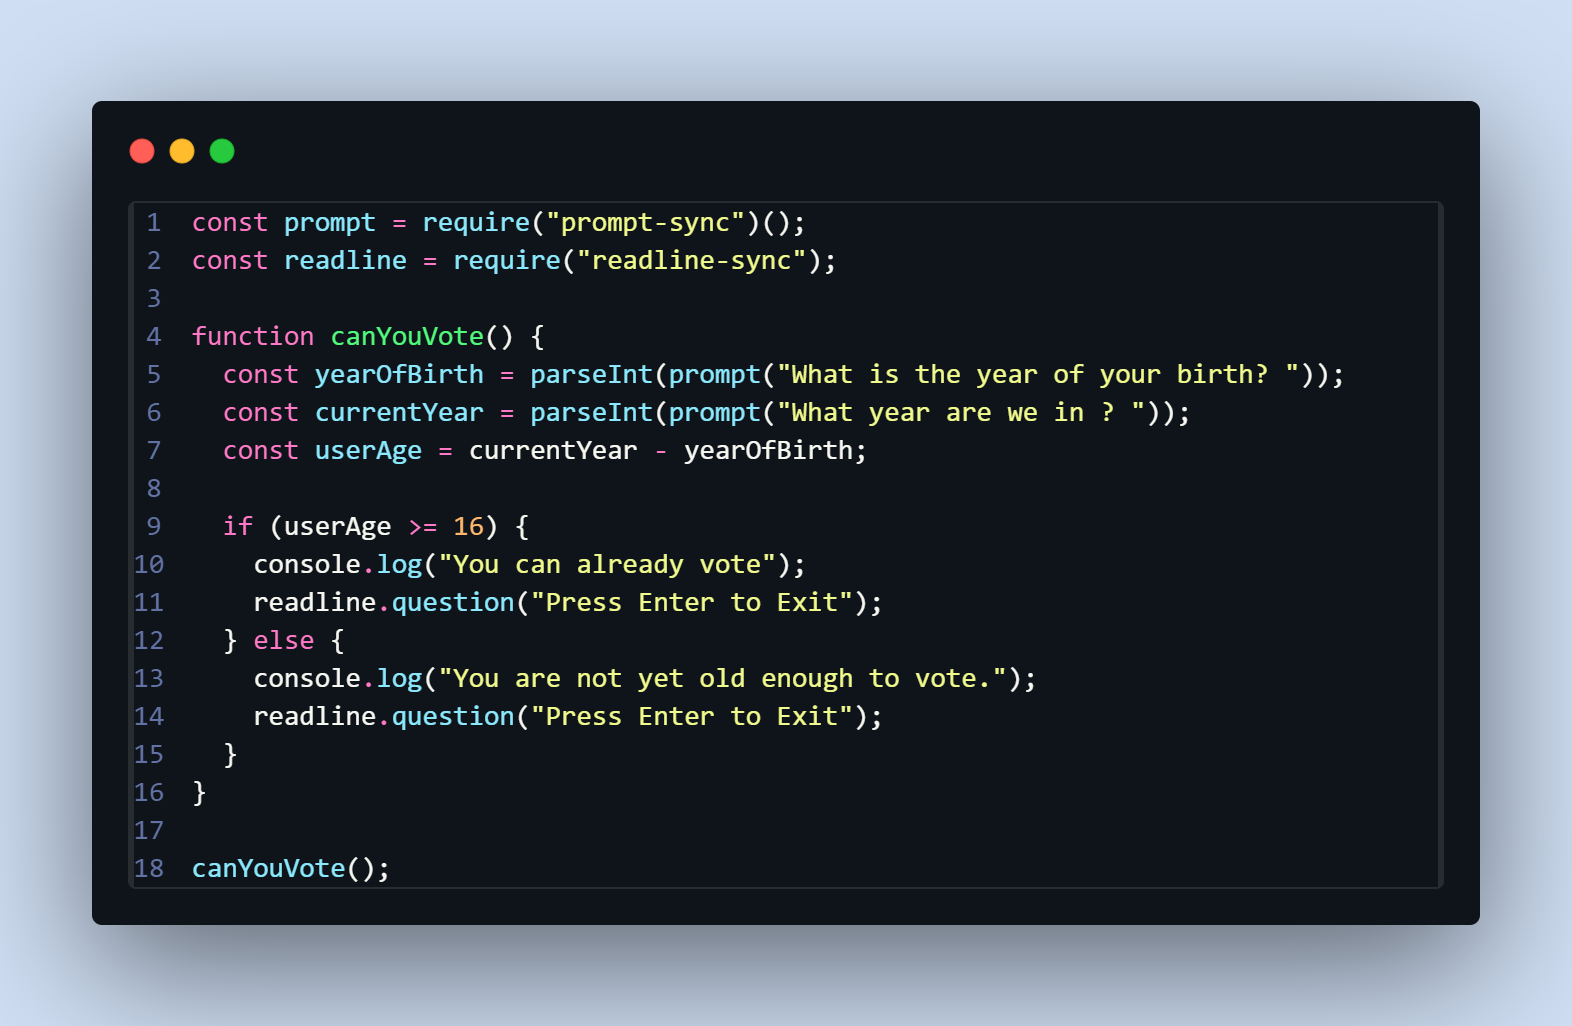 1 const prompt = require("prompt-sync")();
2 const readline = require("readline-sync");
3
4 function canYouVote() {
5   const yearOfBirth = parseInt(prompt("What is the year of your birth? "));
6   const currentYear = parseInt(prompt("What year are we in ? "));
7   const userAge = currentYear - yearOfBirth;
8
9   if (userAge >= 16) {
10     console.log("You can already vote");
11     readline.question("Press Enter to Exit");
12   } else {
13     console.log("You are not yet old enough to vote.");
14     readline.question("Press Enter to Exit");
15   }
16 }
17
18 canYouVote();